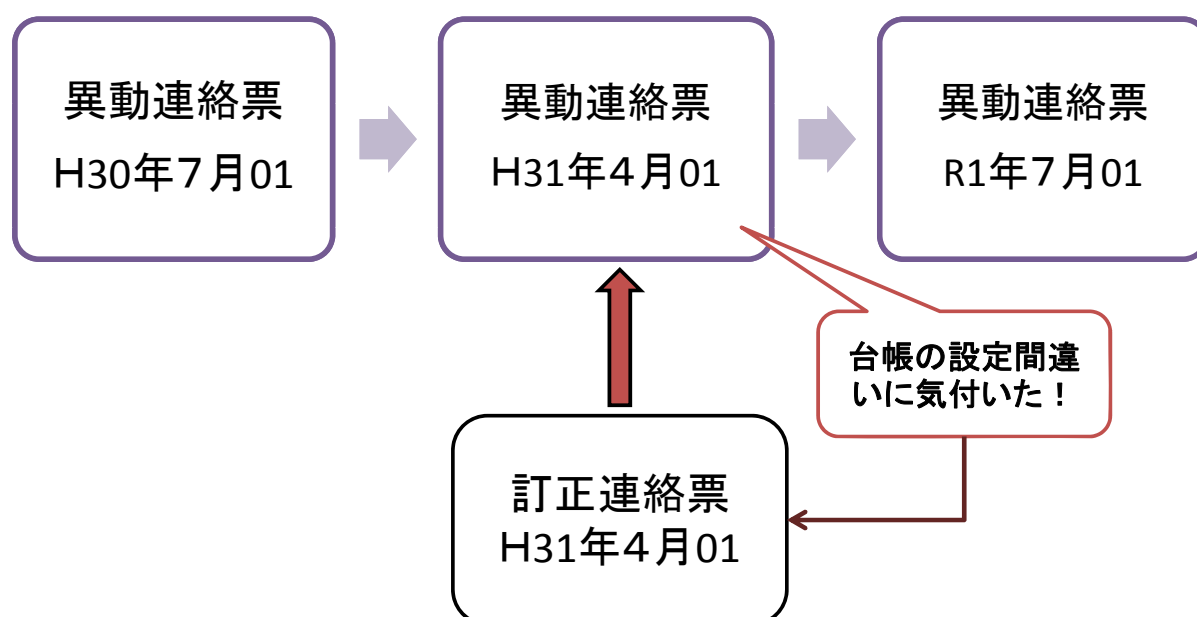 異動連絡票
H30年７月01
異動連絡票
H31年４月01
異動連絡票
R1年７月01
台帳の設定間違
いに気付いた！
訂正連絡票
H31年４月01